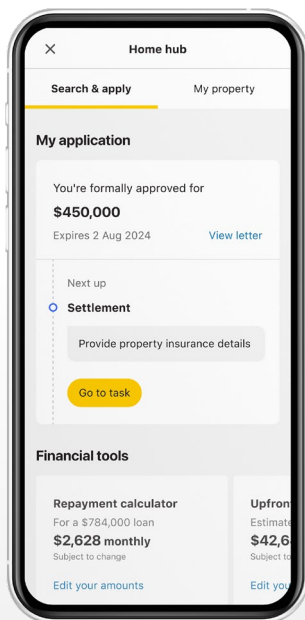 Home hub
Search & apply
My property
My application
You're formally approved for
$450,000
Expires 2 Aug 2024
View letter
Next up
Settlement
Provide property insurance details
Go to task
Financial tools
Repayment calculator
For a $784,000 loan
$2,628 monthly
Subject to change
Edit your amounts
Upfron
Estimate
$42,6
Subject to
Edit you